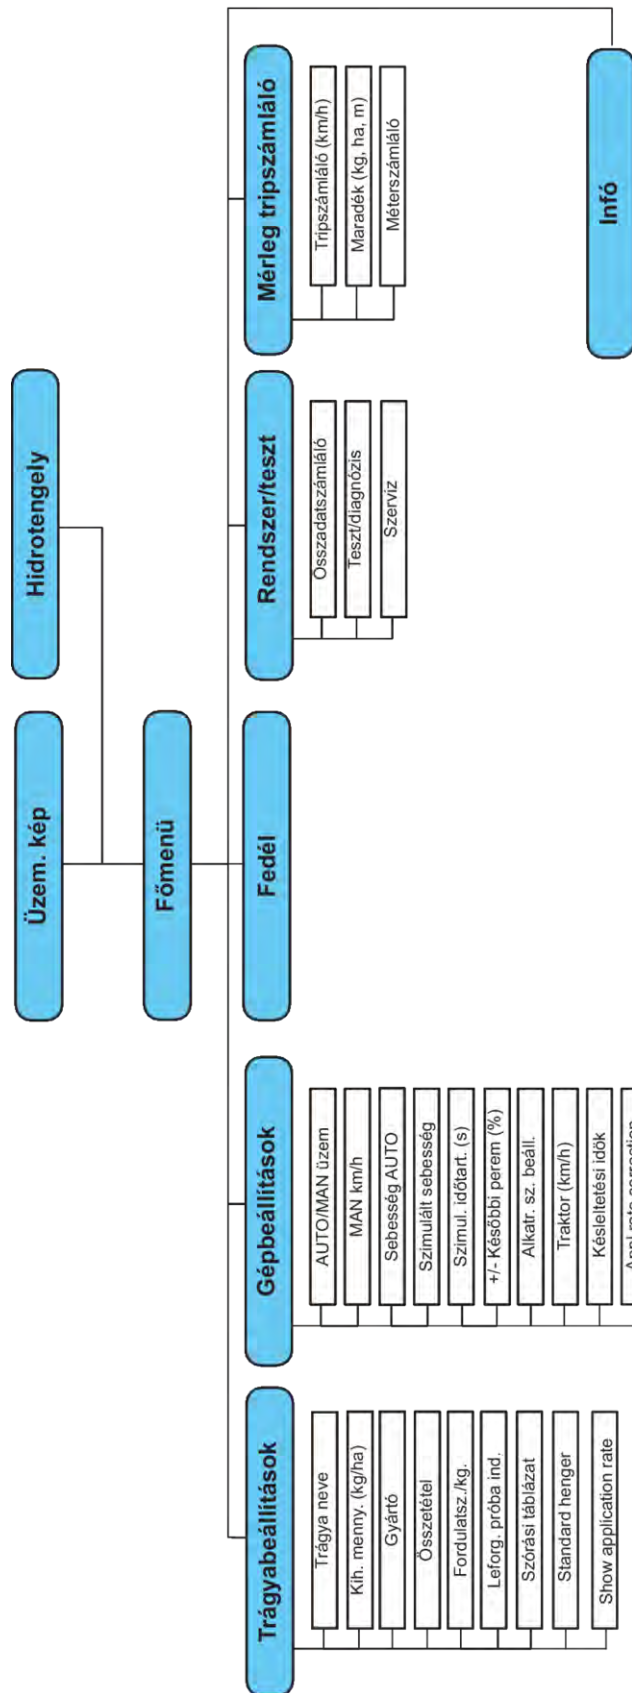 Üzem. kép
Hidrotengely
Főmenü
Trágyabeállítások
Trágya neve
Kih. menny. (kg/ha)
Gyártó
Összetétel
Fordulatsz./kg.
Leforg. próba ind.
Szórási táblázat
Standard henger
Show application rate
Gépbeállítások
AUTO/MAN üzem
MAN km/h
Sebesség AUTO
Szimulált sebesség
Szimul. időtart. (s)
+/- Későbbi perem (%)
Alkatr. sz. beáll.
Traktor (km/h)
Késleltetési idők
Appl.rate correction
Fedél
Rendszer/teszt
Összadatszámláló
Teszt/diagnózis
Szerviz
Mérleg tripszámláló
Tripszámláló (km/h)
Maradék (kg, ha, m)
Méterszámláló
Infó